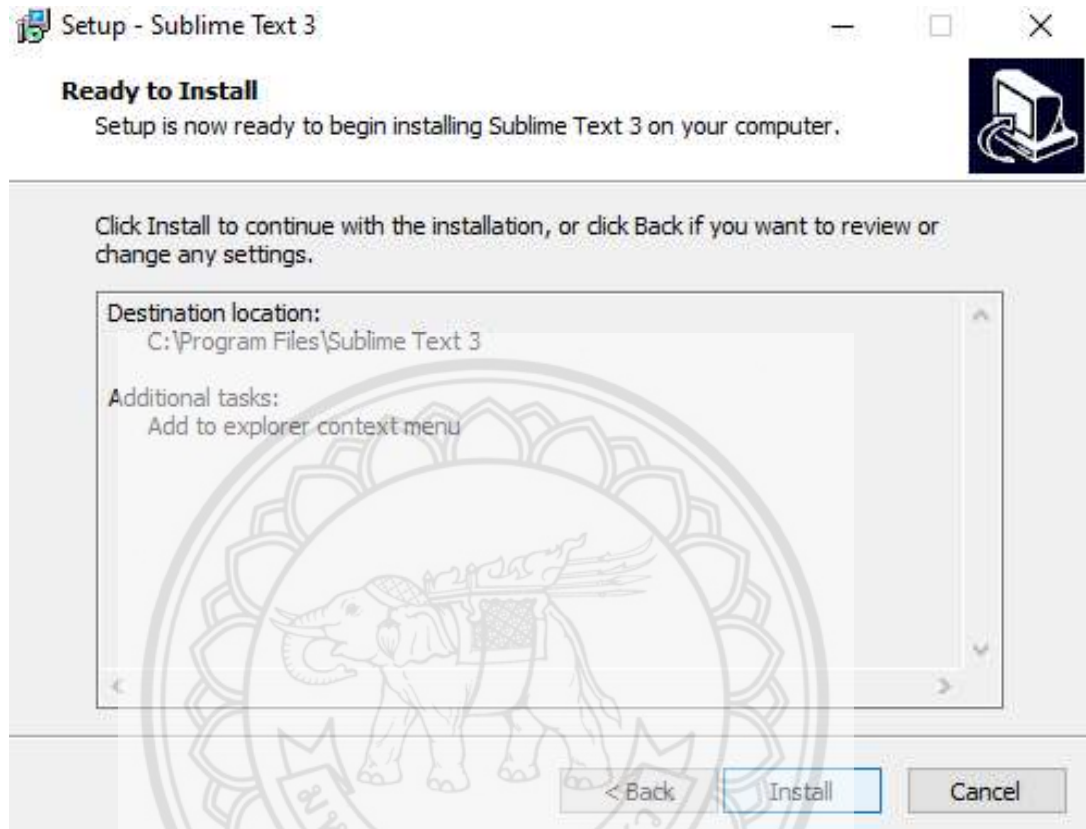 Setup - Sublime Text 3
Ready to Install
Setup is now ready to begin installing Sublime Text 3 on your computer.
Click Install to continue with the installation, or click Back if you want to review or
change any settings.
Destination location:
C:\Program Files\Sublime Text 3
Additional tasks:
Add to explorer context menu
< Back Install Cancel